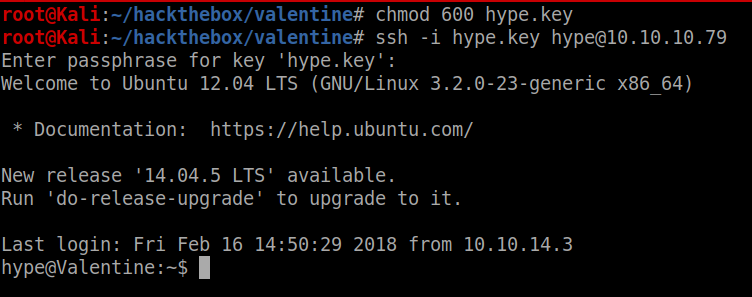 root@Kali:~/hackthebox/valentine# chmod 600 hype.key
root@Kali:~/hackthebox/valentine# ssh -i hype.key hype@10.10.10.79
Enter passphrase for key 'hype.key':
Welcome to Ubuntu 12.04 LTS (GNU/Linux 3.2.0-23-generic x86_64)
 * Documentation:  https://help.ubuntu.com/
New release '14.04.5 LTS' available.
Run 'do-release-upgrade' to upgrade to it.
Last login: Fri Feb 16 14:50:29 2018 from 10.10.14.3
hype@Valentine:~$